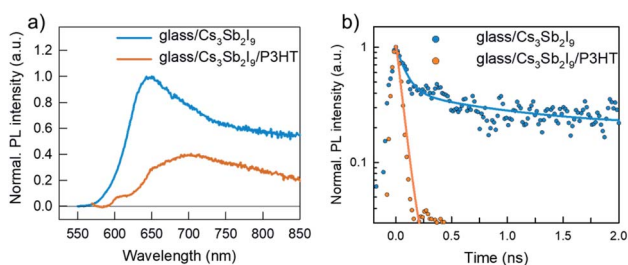 a)
glass/Cs₃Sb₂I₉
glass/Cs₃Sb₂I₉/P3HT
Normal. PL intensity (a.u.)
1.2
1.0
0.8
0.6
0.4
0.2
0.0
550 600 650 700 750 800 850
Wavelength (nm)
b)
glass/Cs₃Sb₂I₉
glass/Cs₃Sb₂I₉/P3HT
Normal. PL intensity (a.u.)
1
0.1
0.0 0.5 1.0 1.5 2.0
Time (ns)